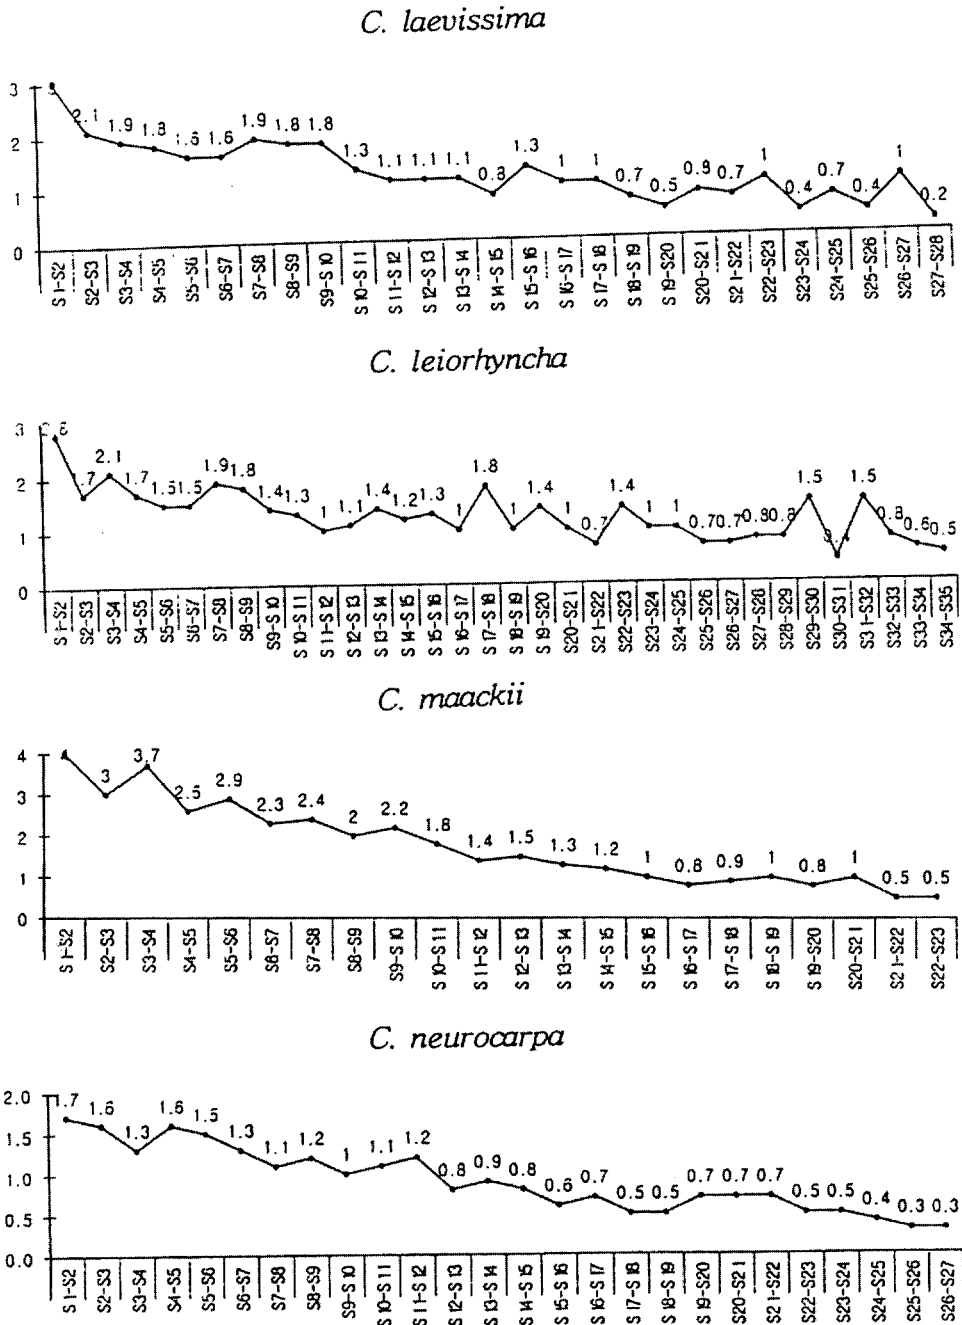 C. laevissima
3
2
1
0
3 2.1 1.9 1.8 1.6 1.6 1.9 1.8 1.8 1.3 1.1 1.1 1.1 0.8 1.3 1 1 0.7 0.5 0.9 0.7 1 0.4 0.7 0.4 1 0.2
S1-S2 S2-S3 S3-S4 S4-S5 S5-S6 S6-S7 S7-S8 S8-S9 S9-S10 S10-S11 S11-S12 S12-S13 S13-S14 S14-S15 S15-S16 S16-S17 S17-S18 S18-S19 S19-S20 S20-S21 S21-S22 S22-S23 S23-S24 S24-S25 S25-S26 S26-S27 S27-S28
C. leiorhyncha
3
2
1
0
2.8 1.7 2.1 1.7 1.5 1.5 1.9 1.8 1.4 1.3 1 1.1 1.4 1.2 1.3 1 1.8 1 1.4 1 0.7 1.4 1 1 0.7 0.7 0.8 0.8 1.5 0.4 1.5 0.8 0.6 0.5
S1-S2 S2-S3 S3-S4 S4-S5 S5-S6 S6-S7 S7-S8 S8-S9 S9-S10 S10-S11 S11-S12 S12-S13 S13-S14 S14-S15 S15-S16 S16-S17 S17-S18 S18-S19 S19-S20 S20-S21 S21-S22 S22-S23 S23-S24 S24-S25 S25-S26 S26-S27 S27-S28 S28-S29 S29-S30 S30-S31 S31-S32 S32-S33 S33-S34 S34-S35
C. maackii
4
3
2
1
0
4 3 3.7 2.5 2.9 2.3 2.4 2 2.2 1.8 1.4 1.5 1.3 1.2 1 0.8 0.9 1 0.8 1 0.5 0.5
S1-S2 S2-S3 S3-S4 S4-S5 S5-S6 S6-S7 S7-S8 S8-S9 S9-S10 S10-S11 S11-S12 S12-S13 S13-S14 S14-S15 S15-S16 S16-S17 S17-S18 S18-S19 S19-S20 S20-S21 S21-S22 S22-S23
C. neurocarpa
2.0
1.5
1.0
0.5
0.0
1.7 1.6 1.3 1.6 1.5 1.3 1.1 1.2 1 1.1 1.2 0.8 0.9 0.8 0.6 0.7 0.5 0.5 0.7 0.7 0.7 0.5 0.5 0.4 0.3 0.3
S1-S2 S2-S3 S3-S4 S4-S5 S5-S6 S6-S7 S7-S8 S8-S9 S9-S10 S10-S11 S11-S12 S12-S13 S13-S14 S14-S15 S15-S16 S16-S17 S17-S18 S18-S19 S19-S20 S20-S21 S21-S22 S22-S23 S23-S24 S24-S25 S25-S26 S26-S27